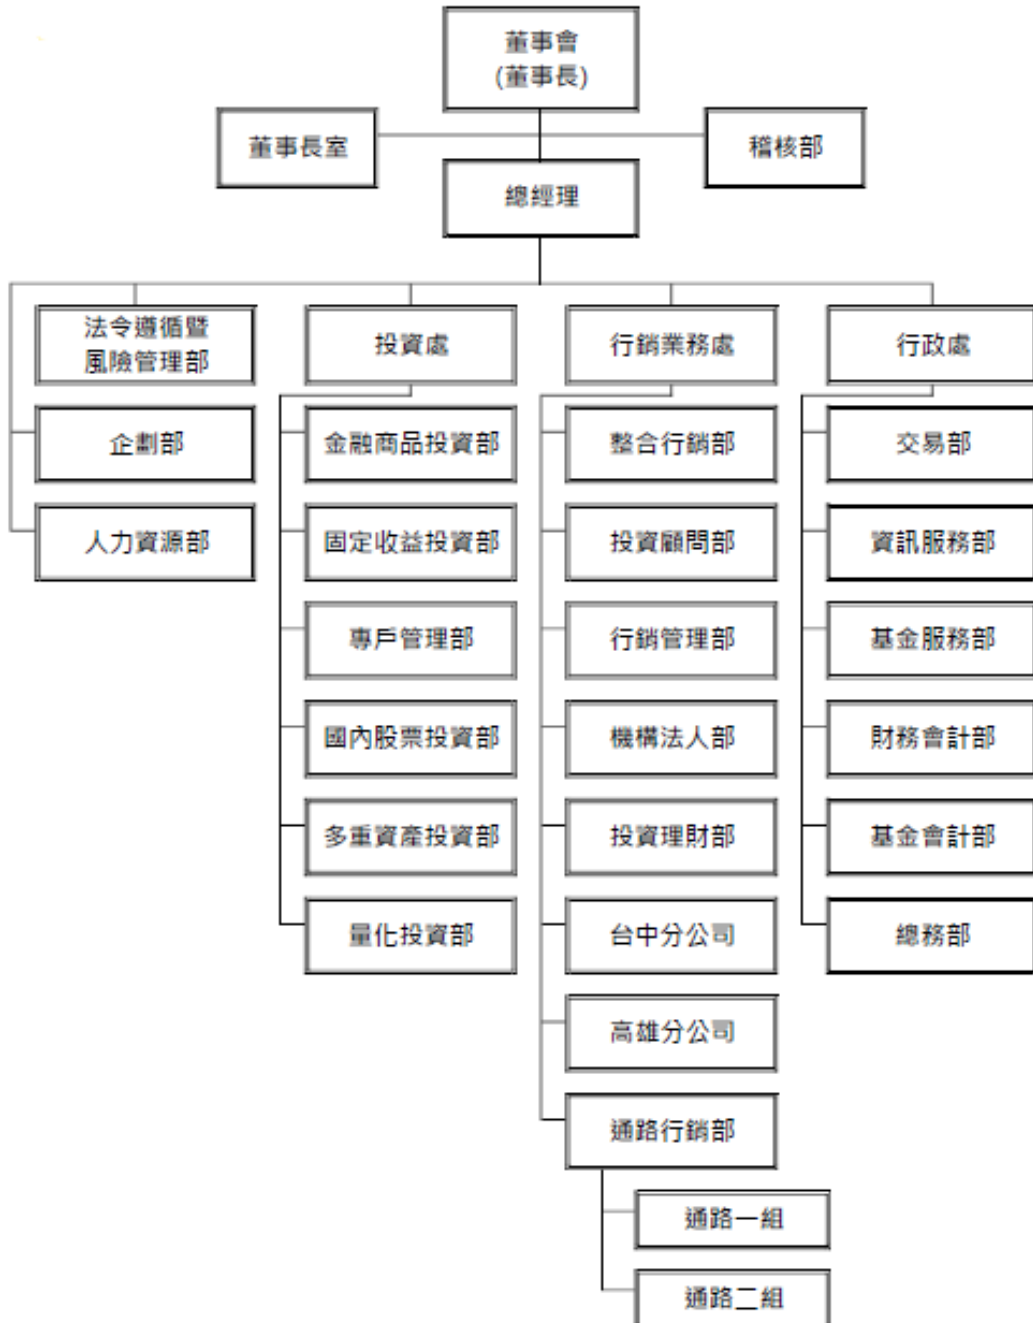 董事會
(董事長)
董事長室
稽核部
總經理
法令遵循暨
風險管理部
投資處
行銷業務處
行政處
企劃部
金融商品投資部
整合行銷部
交易部
人力資源部
固定收益投資部
投資顧問部
資訊服務部
專戶管理部
行銷管理部
基金服務部
國內股票投資部
機構法人部
財務會計部
多重資產投資部
投資理財部
基金會計部
量化投資部
台中分公司
總務部
高雄分公司
通路行銷部
通路一組
通路二組